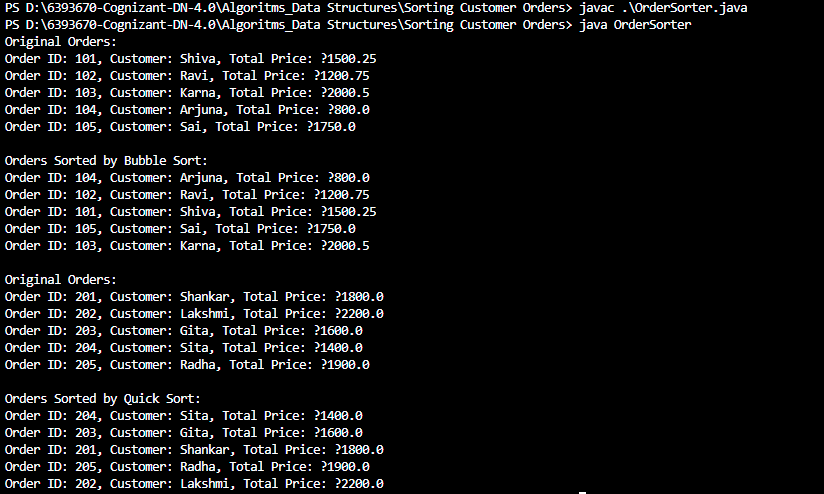 PS D:\6393670-Cognizant-DN-4.0\Algoritms_Data Structures\Sorting Customer Orders> javac .\OrderSorter.java
PS D:\6393670-Cognizant-DN-4.0\Algoritms_Data Structures\Sorting Customer Orders> java OrderSorter
Original Orders:
Order ID: 101, Customer: Shiva, Total Price: ?1500.25
Order ID: 102, Customer: Ravi, Total Price: ?1200.75
Order ID: 103, Customer: Karna, Total Price: ?2000.5
Order ID: 104, Customer: Arjuna, Total Price: ?800.0
Order ID: 105, Customer: Sai, Total Price: ?1750.0

Orders Sorted by Bubble Sort:
Order ID: 104, Customer: Arjuna, Total Price: ?800.0
Order ID: 102, Customer: Ravi, Total Price: ?1200.75
Order ID: 101, Customer: Shiva, Total Price: ?1500.25
Order ID: 105, Customer: Sai, Total Price: ?1750.0
Order ID: 103, Customer: Karna, Total Price: ?2000.5

Original Orders:
Order ID: 201, Customer: Shankar, Total Price: ?1800.0
Order ID: 202, Customer: Lakshmi, Total Price: ?2200.0
Order ID: 203, Customer: Gita, Total Price: ?1600.0
Order ID: 204, Customer: Sita, Total Price: ?1400.0
Order ID: 205, Customer: Radha, Total Price: ?1900.0

Orders Sorted by Quick Sort:
Order ID: 204, Customer: Sita, Total Price: ?1400.0
Order ID: 203, Customer: Gita, Total Price: ?1600.0
Order ID: 201, Customer: Shankar, Total Price: ?1800.0
Order ID: 205, Customer: Radha, Total Price: ?1900.0
Order ID: 202, Customer: Lakshmi, Total Price: ?2200.0